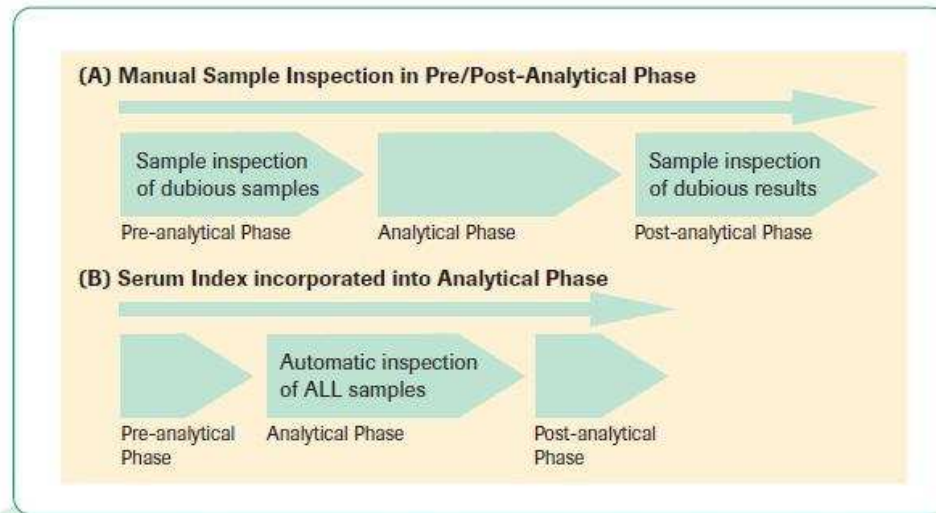 (A) Manual Sample Inspection in Pre/Post-Analytical Phase
Sample inspection
of dubious samples
Sample inspection
of dubious results
Pre-analytical Phase
Analytical Phase
Post-analytical Phase
(B) Serum Index incorporated into Analytical Phase
Automatic inspection
of ALL samples
Pre-analytical
Phase
Analytical Phase
Post-analytical
Phase